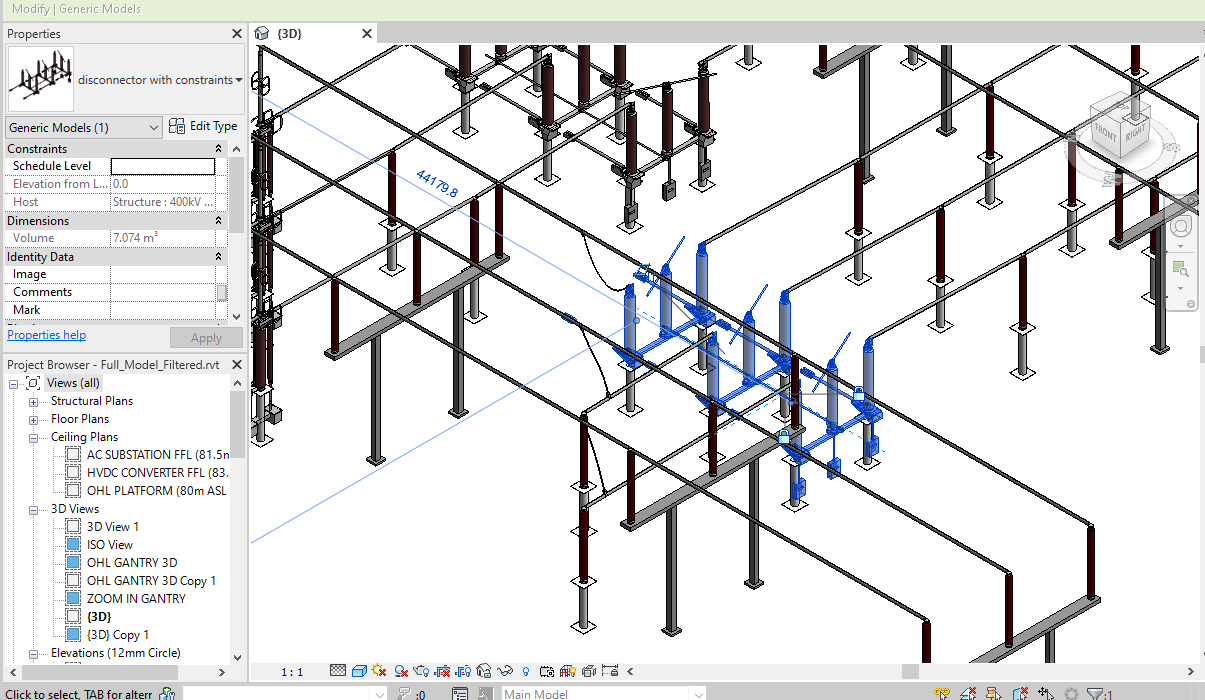 Modify | Generic Models
Properties
{3D}
disconnector with constraints
Generic Models (1)
Edit Type
Constraints
Schedule Level
Elevation from L... 0.0
Host Structure : 400kV ...
Dimensions
Volume 7.074 m³
Identity Data
Image
Comments
Mark
Properties help
Apply
Project Browser - Full_Model_Filtered.rvt
Views (all)
Structural Plans
Floor Plans
Ceiling Plans
AC SUBSTATION FFL (81.5m
HVDC CONVERTER FFL (83.
OHL PLATFORM (80m ASL
3D Views
3D View 1
ISO View
OHL GANTRY 3D
OHL GANTRY 3D Copy 1
ZOOM IN GANTRY
{3D}
{3D} Copy 1
Elevations (12mm Circle)
44179.8
FRONT
RIGHT
1 : 1
Click to select, TAB for altern
:0
Main Model
:1